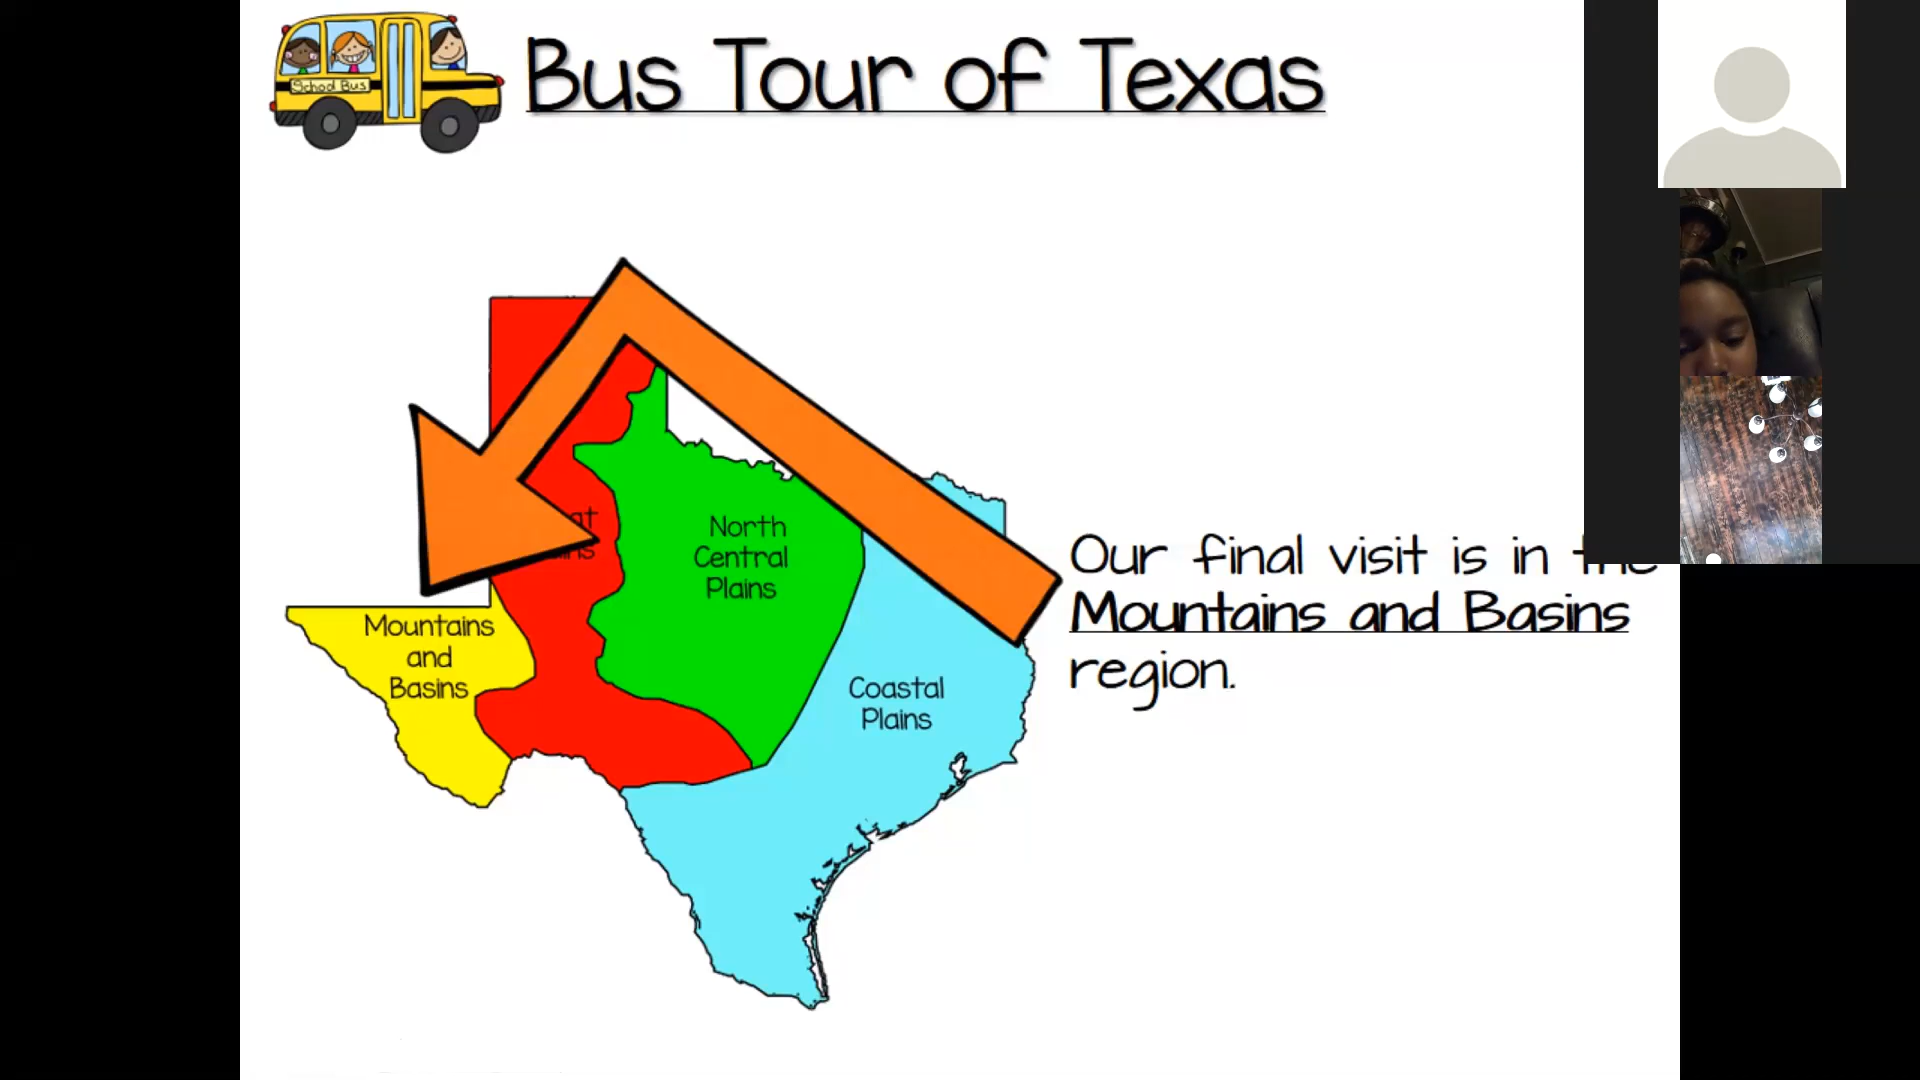 School Bus
Bus Tour of Texas
North
Central
Plains
Mountains
and
Basins
Coastal
Plains
Our final visit is in the
Mountains and Basins
region.